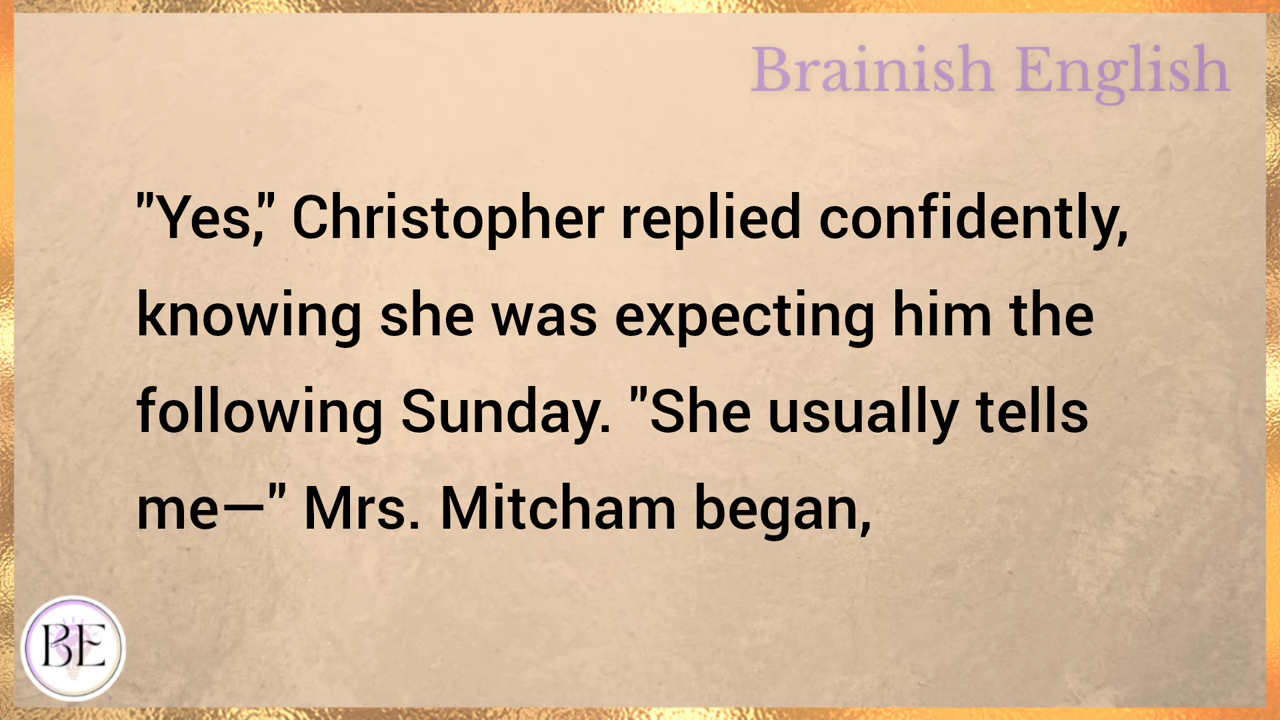 Brainish English
"Yes," Christopher replied confidently,
knowing she was expecting him the
following Sunday. "She usually tells
me—" Mrs. Mitcham began,
BE